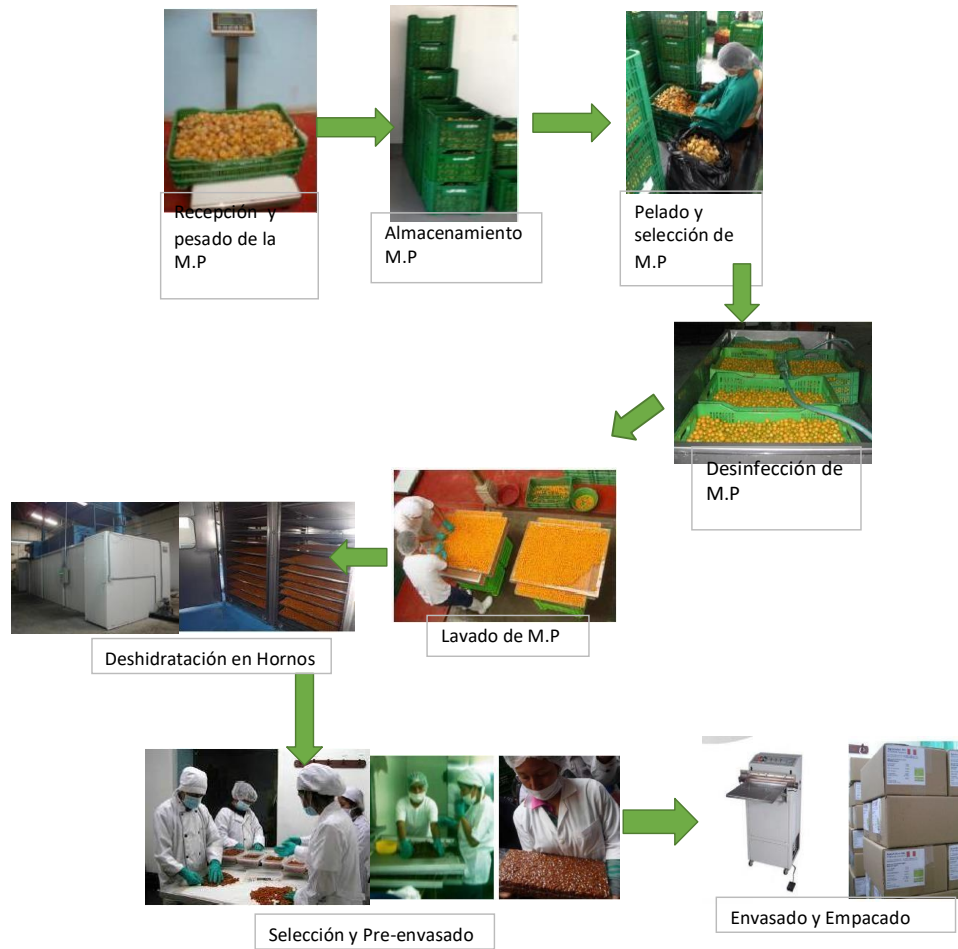 Recepción y
pesado de la
M.P
Almacenamiento
M.P
Pelado y
selección de
M.P
Desinfección de
M.P
Lavado de M.P
Deshidratación en Hornos
Selección y Pre-envasado
Envasado y Empacado